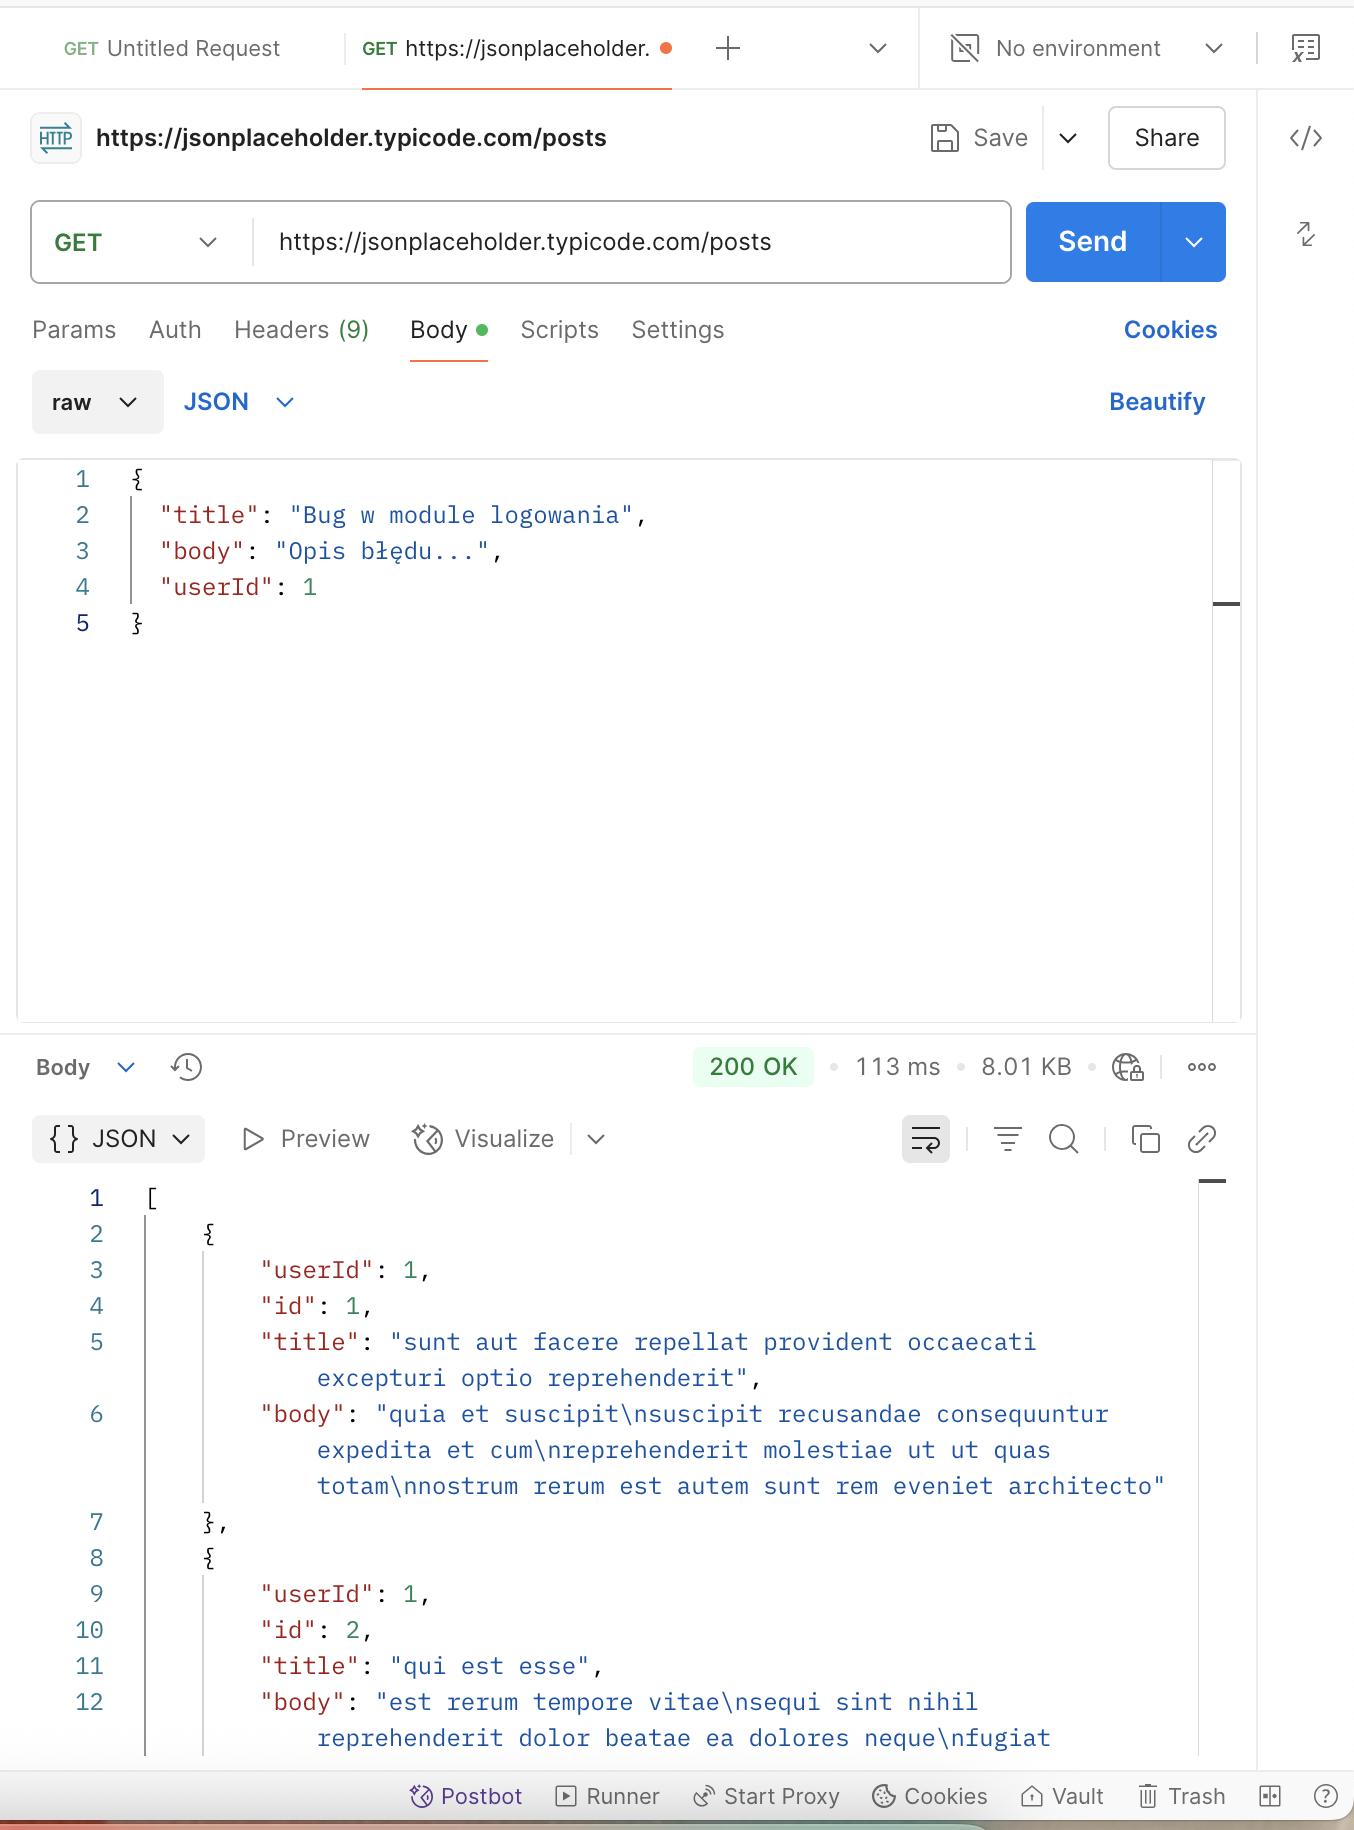 GET Untitled Request
GET https://jsonplaceholder.
No environment
HTTP https://jsonplaceholder.typicode.com/posts
Save
Share
GET
https://jsonplaceholder.typicode.com/posts
Send
Params Auth Headers (9) Body Scripts Settings Cookies
raw JSON Beautify
1 {
2 "title": "Bug w module logowania",
3 "body": "Opis błędu...",
4 "userId": 1
5 }
Body 200 OK • 113 ms • 8.01 KB •
{} JSON Preview Visualize
1 [
2 {
3 "userId": 1,
4 "id": 1,
5 "title": "sunt aut facere repellat provident occaecati
excepturi optio reprehenderit",
6 "body": "quia et suscipit\nsuscipit recusandae consequuntur
expedita et cum\nreprehenderit molestiae ut ut quas
totam\nnostrum rerum est autem sunt rem eveniet architecto"
7 },
8 {
9 "userId": 1,
10 "id": 2,
11 "title": "qui est esse",
12 "body": "est rerum tempore vitae\nsequi sint nihil
reprehenderit dolor beatae ea dolores neque\nfugiat
Postbot Runner Start Proxy Cookies Vault Trash